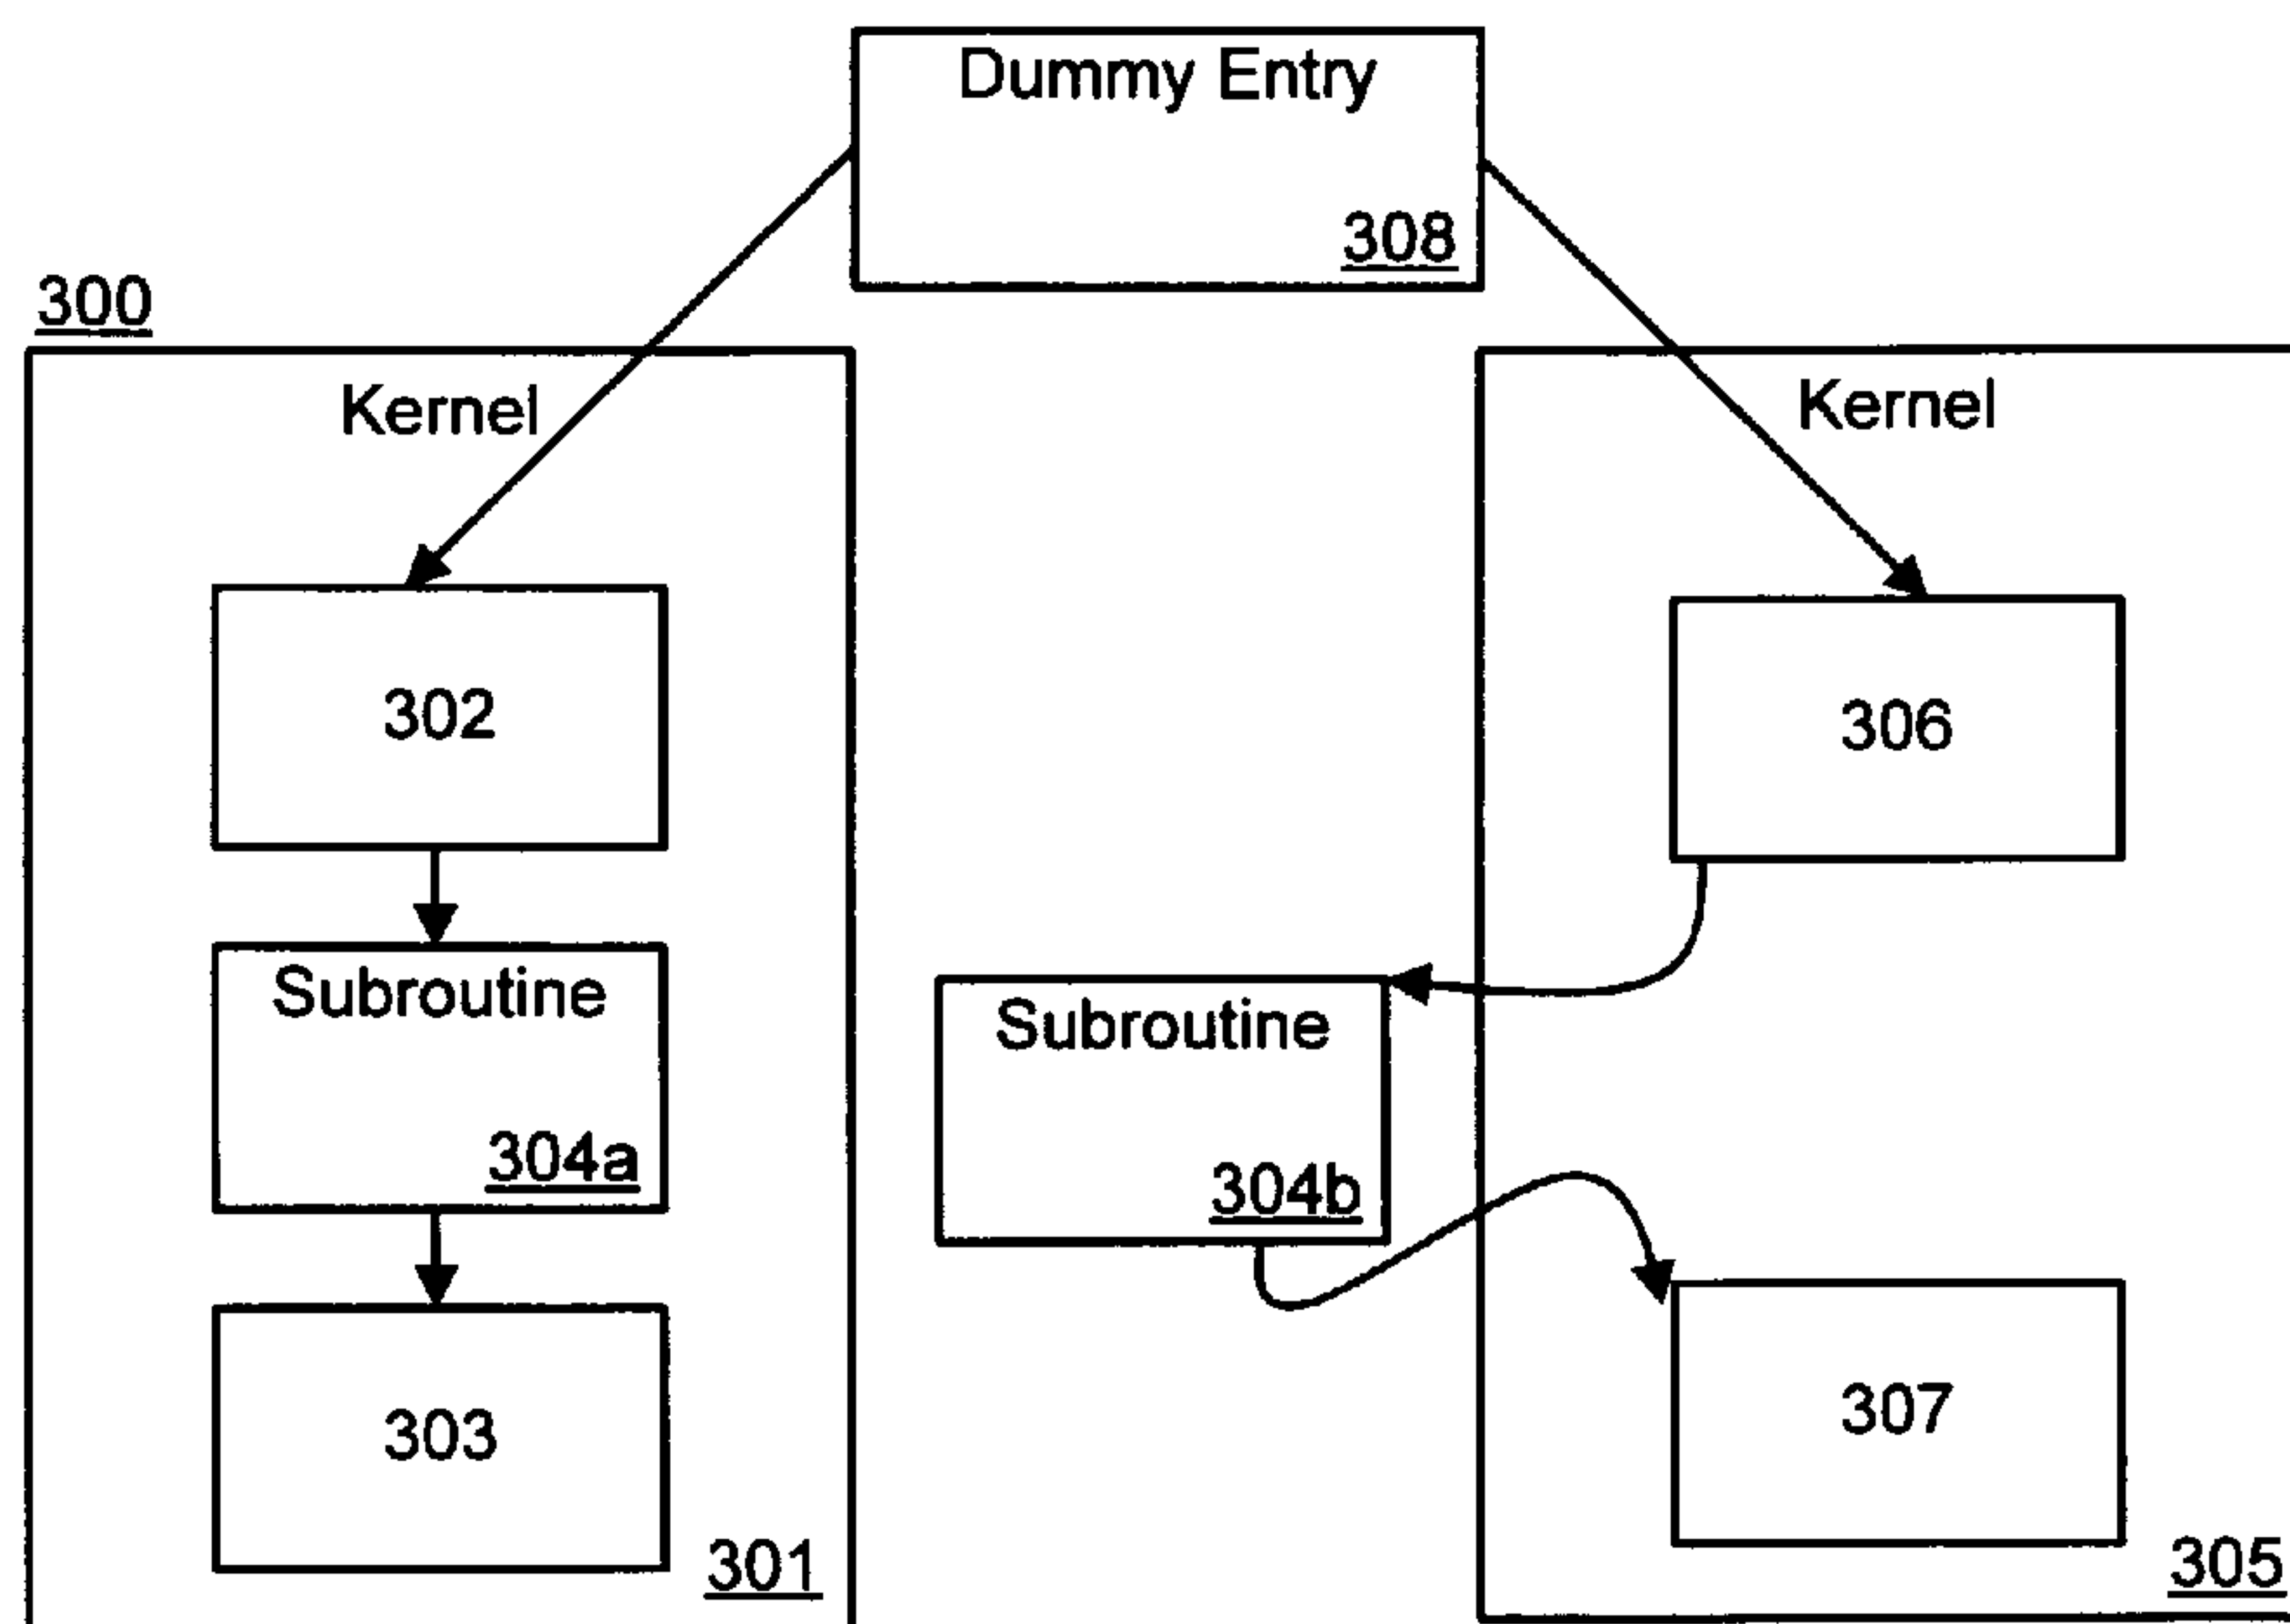 Dummy Entry
308
300
Kernel
Kernel
302
306
Subroutine
304a
Subroutine
304b
303
307
301
305